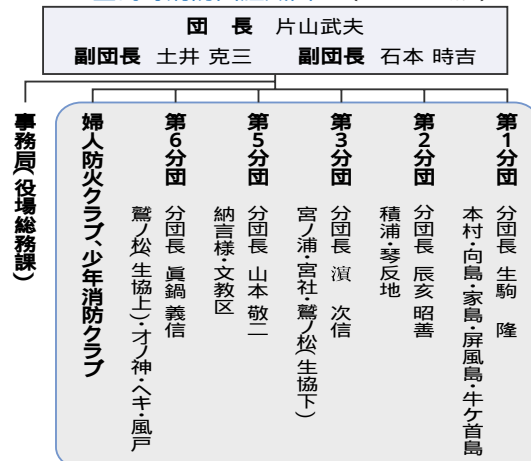 団　長　片山武夫
副団長　土井 克三　　副団長　石本 時吉
第1分団　分団長　生駒　隆
本村・向島・家島・屏風島・牛ケ首島
第2分団　分団長　辰亥 昭善
積浦・琴反地
第3分団　分団長　濵　次信
宮ノ浦・宮社・鷲ノ松(生協下)
第5分団　分団長　山本 敬二
納言様・文教区
第6分団　分団長　眞鍋 義信
鷲ノ松(生協上)・オノ神・ヘキ・風戸
婦人防火クラブ、少年消防クラブ
事務局(役場総務課)